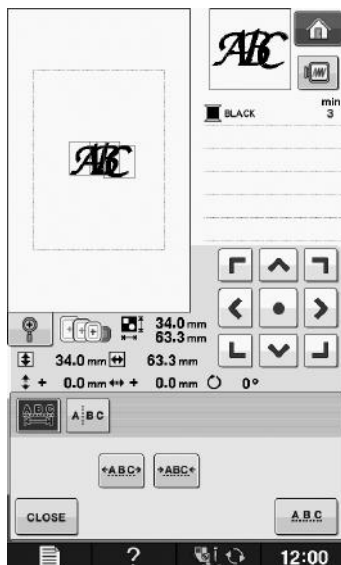 ABC
BLACK
min
3
ABC
34.0 mm
63.3 mm
34.0 mm 63.3 mm
+ 0.0 mm + 0.0 mm 0°
ABC
A BC
ABC ABC
CLOSE
ABC
? i 12:00